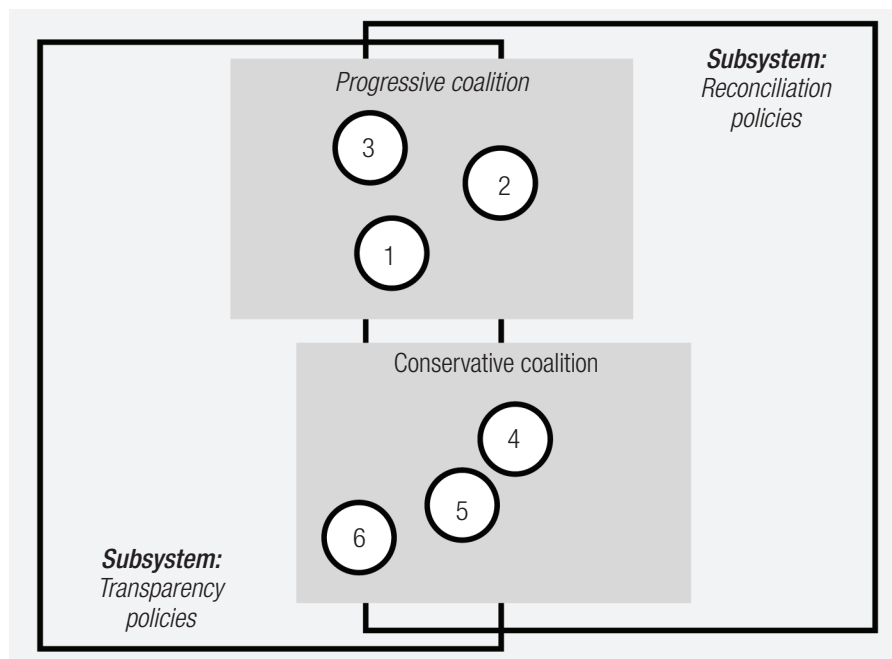 Subsystem:
Reconciliation
policies
Progressive coalition
3
2
1
Conservative coalition
4
5
6
Subsystem:
Transparency
policies